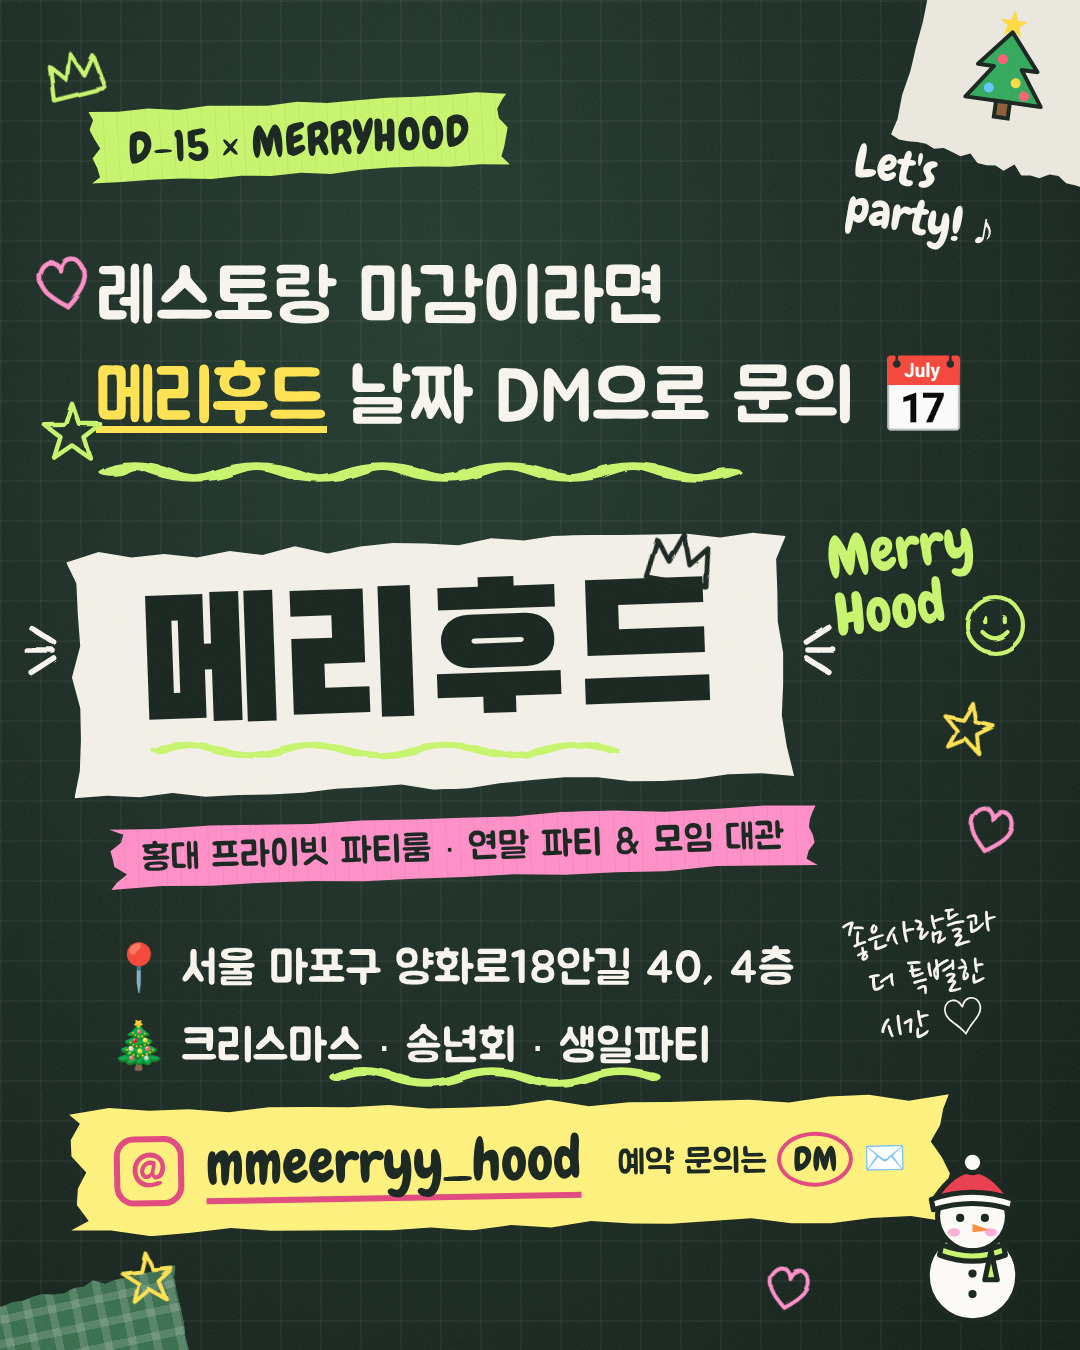 D-15 × MERRYHOOD
Let's
party! ♪
레스토랑 마감이라면
메리후드 날짜 DM으로 문의
July
17
메리후드
Merry
Hood
홍대 프라이빗 파티룸 · 연말 파티 & 모임 대관
좋은사람들과
더 특별한
시간 ♡
서울 마포구 양화로18안길 40, 4층
크리스마스 · 송년회 · 생일파티
@ mmeerryy_hood 예약 문의는 DM